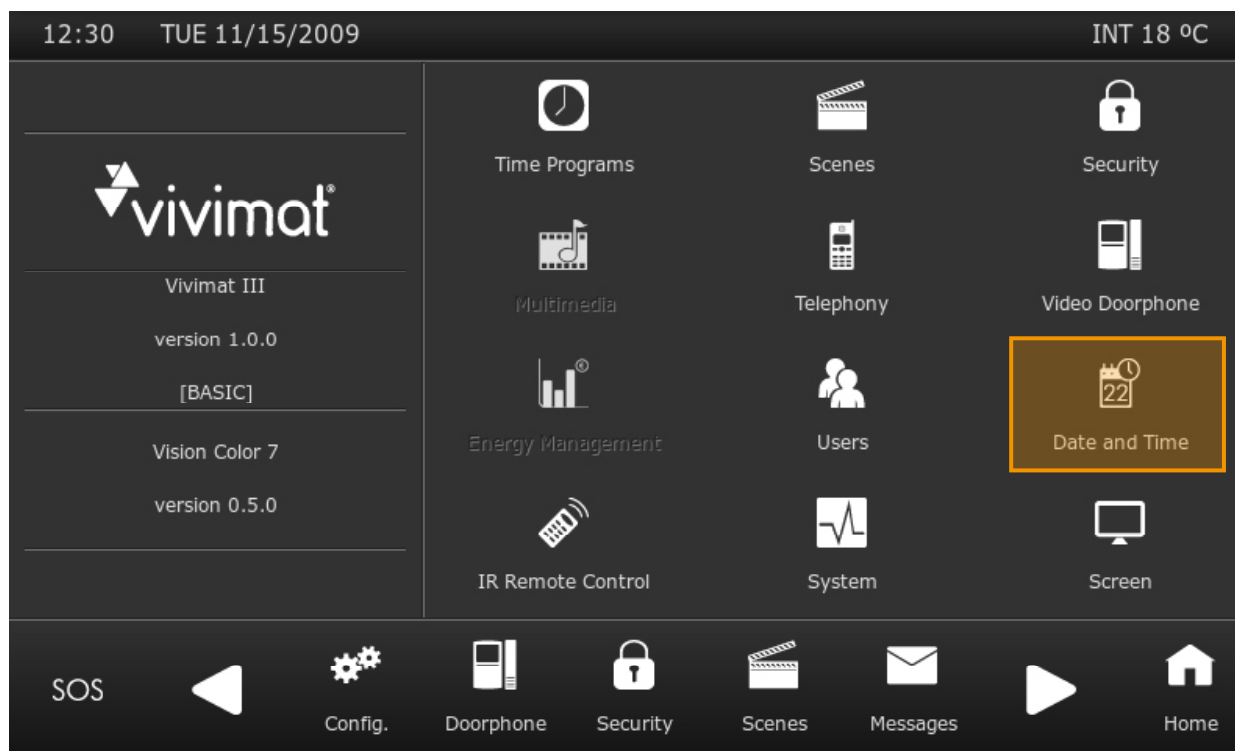 12:30 TUE 11/15/2009 INT 18 ºC
vivimat®
Vivimat III
version 1.0.0
[BASIC]
Vision Color 7
version 0.5.0
Time Programs
Scenes
Security
Multimedia
Telephony
Video Doorphone
€
Energy Management
Users
22
Date and Time
IR Remote Control
System
Screen
SOS
Config.
Doorphone
Security
Scenes
Messages
Home